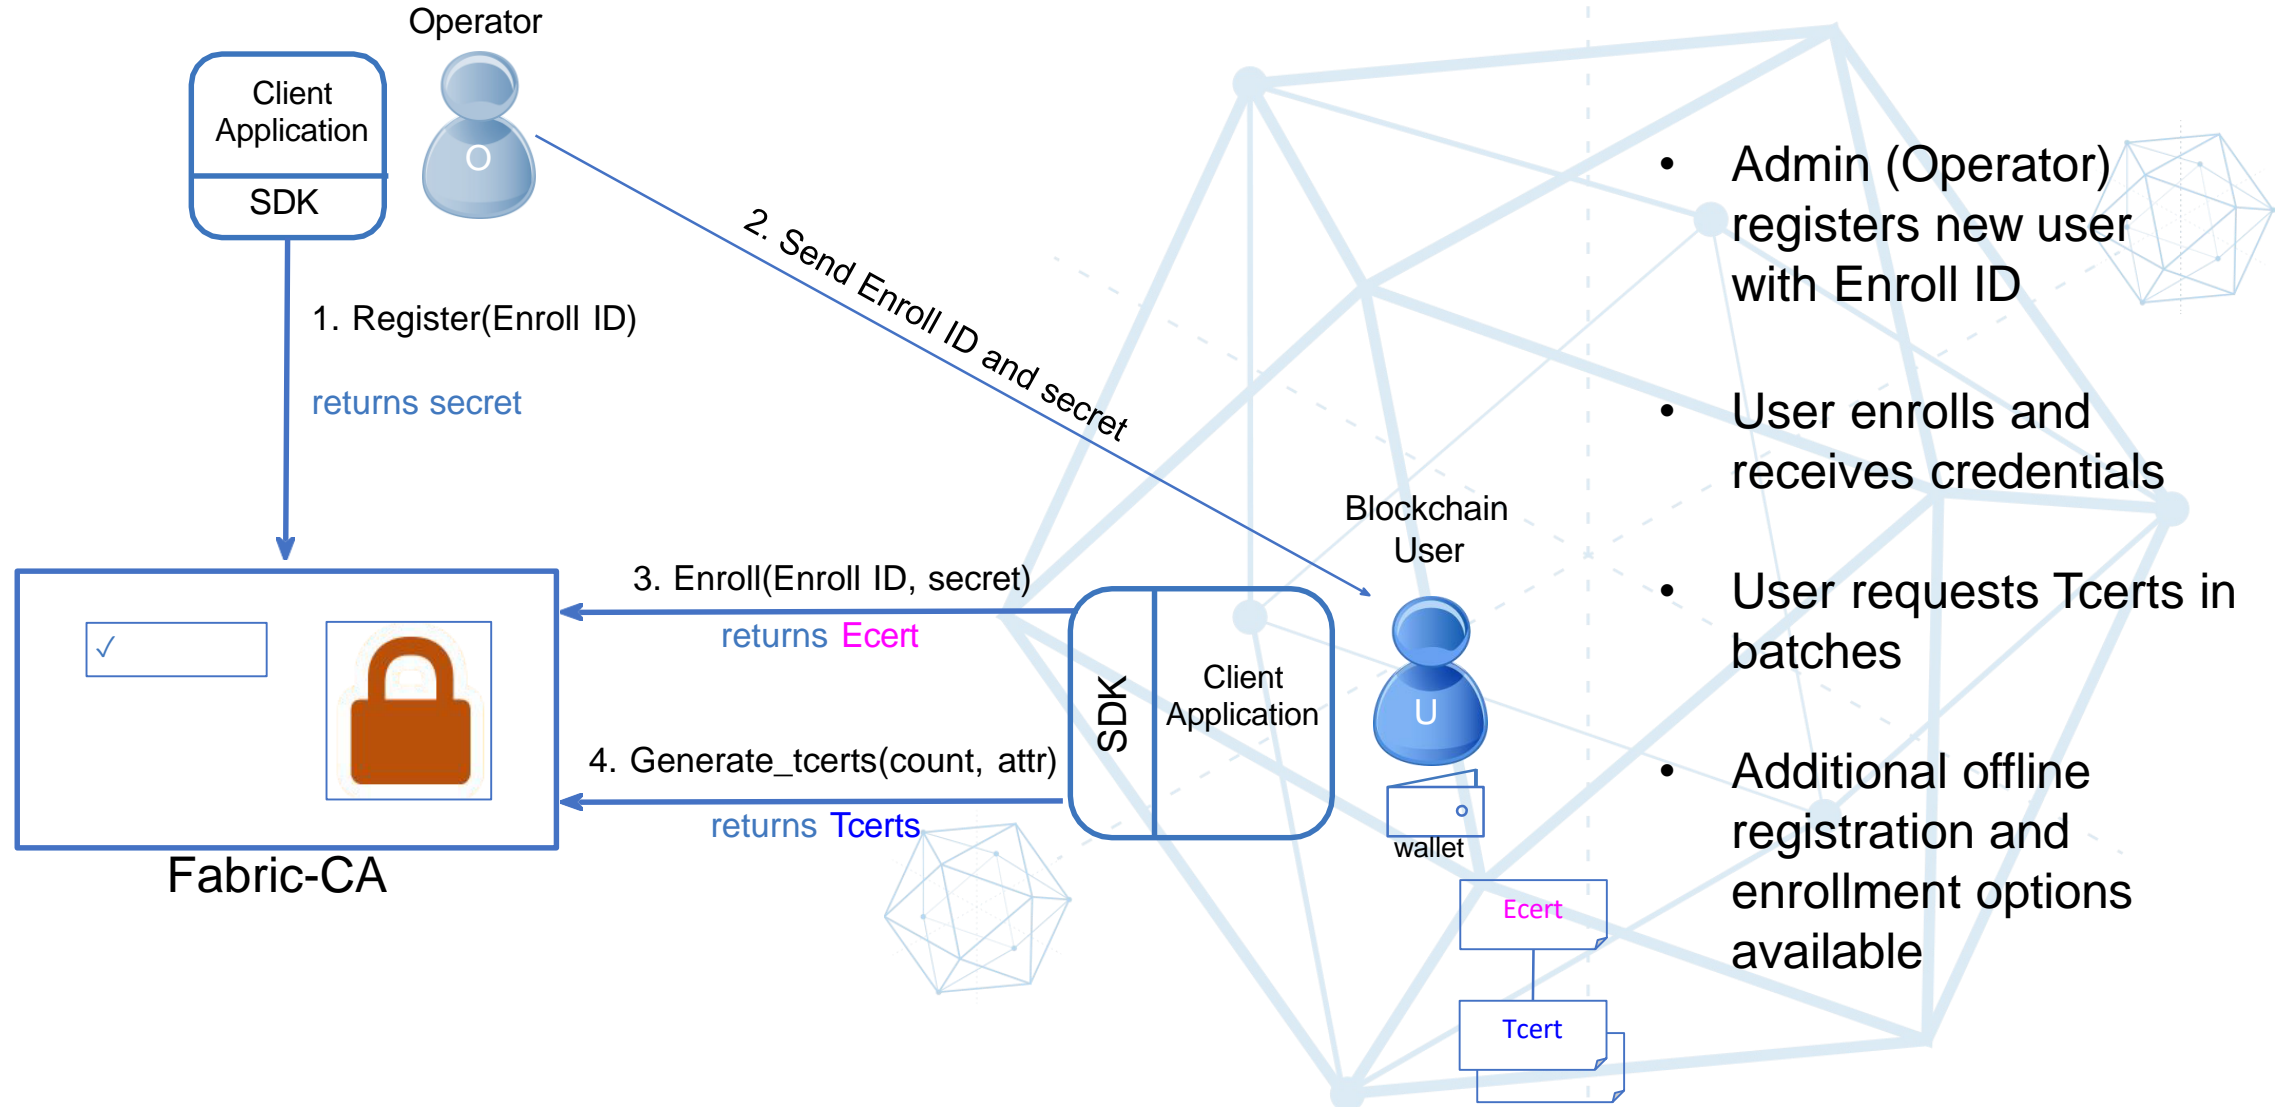 Operator
Client
Application
SDK
O
1. Register(Enroll ID)
returns secret
2. Send Enroll ID and secret
3. Enroll(Enroll ID, secret)
returns Ecert
4. Generate_tcerts(count, attr)
returns Tcerts
✓
Fabric-CA
SDK
Client
Application
Blockchain
User
U
wallet
Ecert
Tcert
• Admin (Operator)
registers new user
with Enroll ID
• User enrolls and
receives credentials
• User requests Tcerts in
batches
• Additional offline
registration and
enrollment options
available